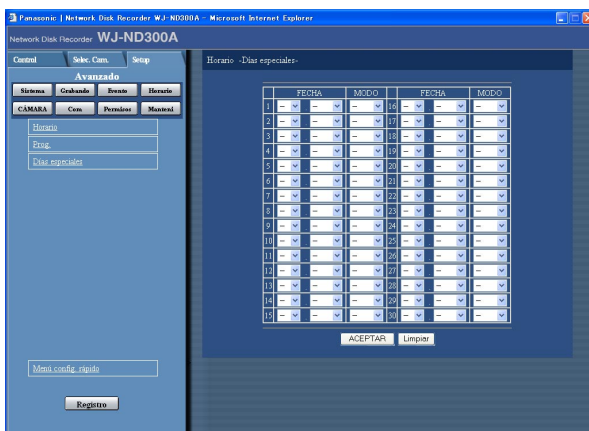 Panasonic | Network Disk Recorder WJ-ND300A - Microsoft Internet Explorer
Network Disk Recorder WJ-ND300A
Control Selec. Cam. Setup
Horario -Días especiales-
Avanzado
Sistema Grabando Evento Horario
CÁMARA Com Permisos Manteni
Horario
Prog.
Días especiales
FECHA MODO FECHA MODO
1 - . - - 16 - . - -
2 - . - - 17 - . - -
3 - . - - 18 - . - -
4 - . - - 19 - . - -
5 - . - - 20 - . - -
6 - . - - 21 - . - -
7 - . - - 22 - . - -
8 - . - - 23 - . - -
9 - . - - 24 - . - -
10 - . - - 25 - . - -
11 - . - - 26 - . - -
12 - . - - 27 - . - -
13 - . - - 28 - . - -
14 - . - - 29 - . - -
15 - . - - 30 - . - -
ACEPTAR Limpiar
Menú config. rápido
Registro